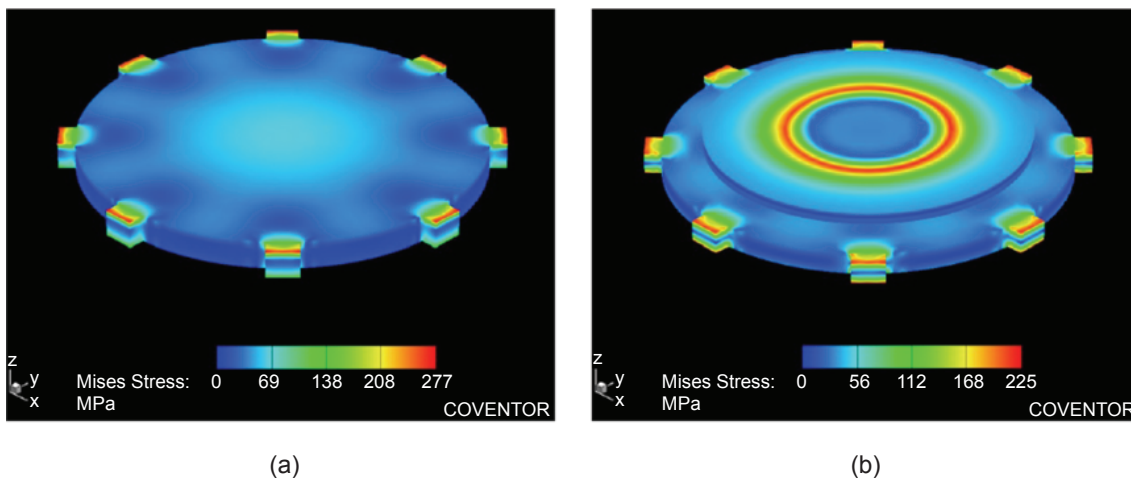 z
y
x
Mises Stress: 0 69 138 208 277
MPa
COVENTOR
(a)
z
y
x
Mises Stress: 0 56 112 168 225
MPa
COVENTOR
(b)